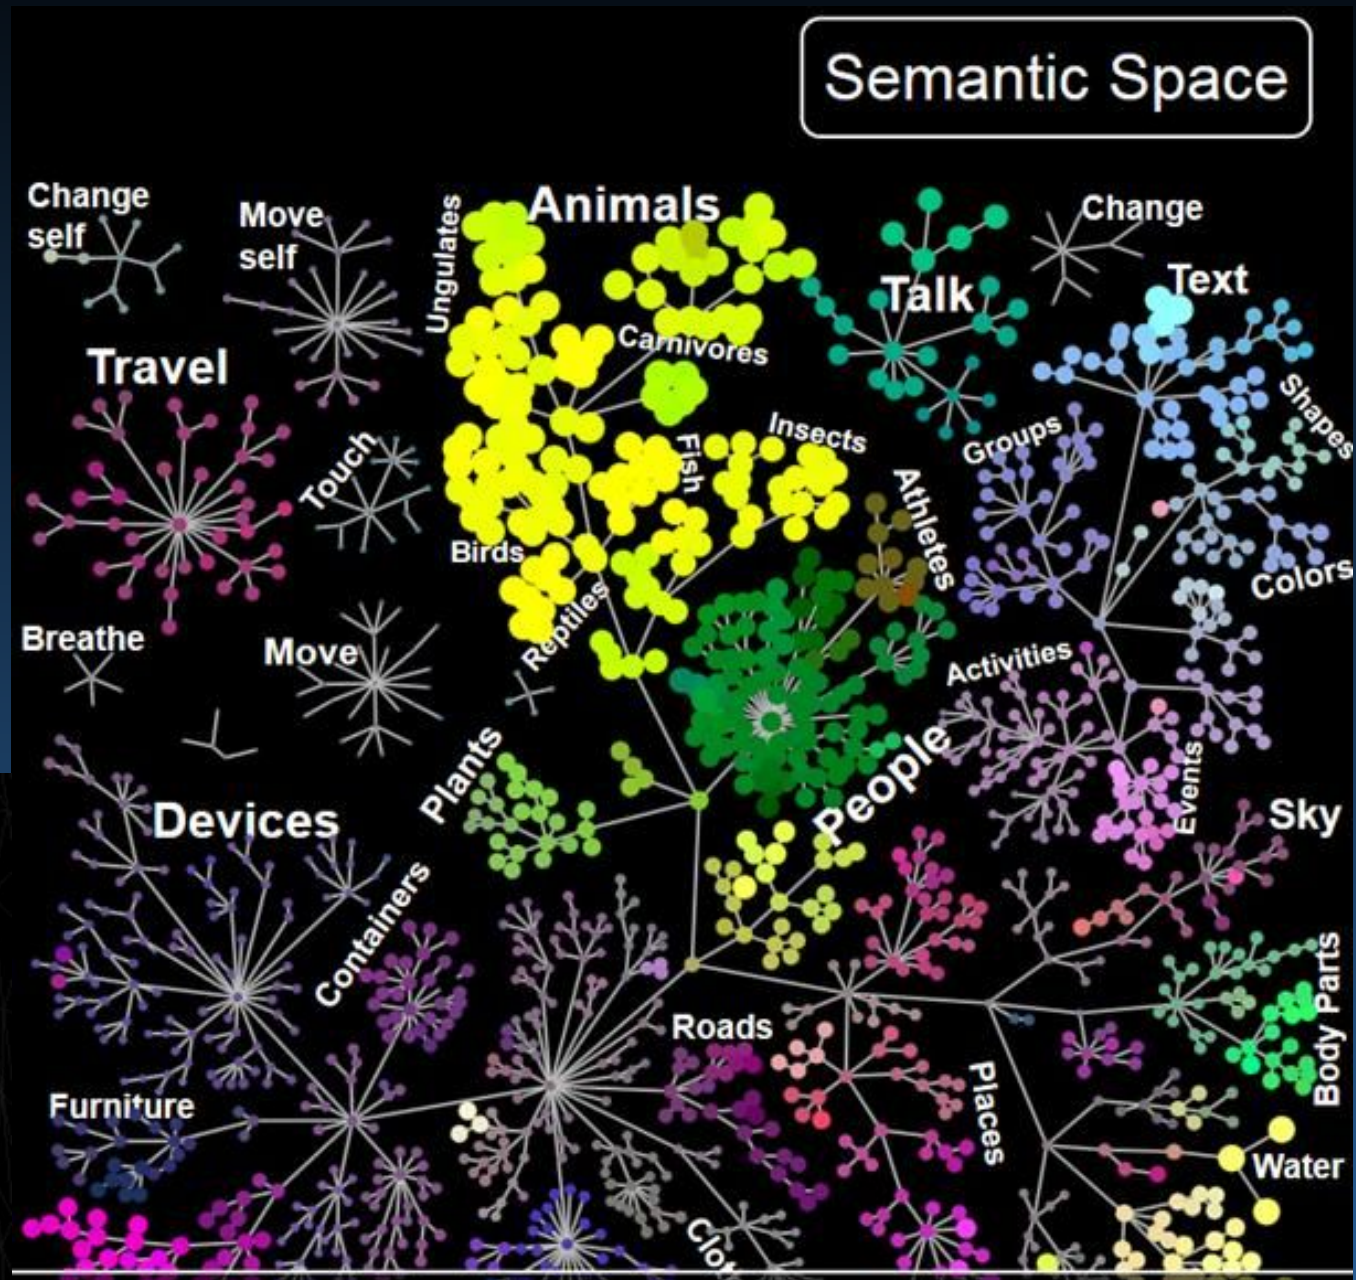 Semantic Space
Change
self
Move
self
Ungulates
Animals
Carnivores
Talk
Change
Text
Travel
Touch
Insects
Fish
Groups
Shapes
Athletes
Birds
Reptiles
Colors
Breathe
Move
Activities
Plants
People
Events
Devices
Sky
Containers
Body Parts
Roads
Places
Furniture
Water
Clot